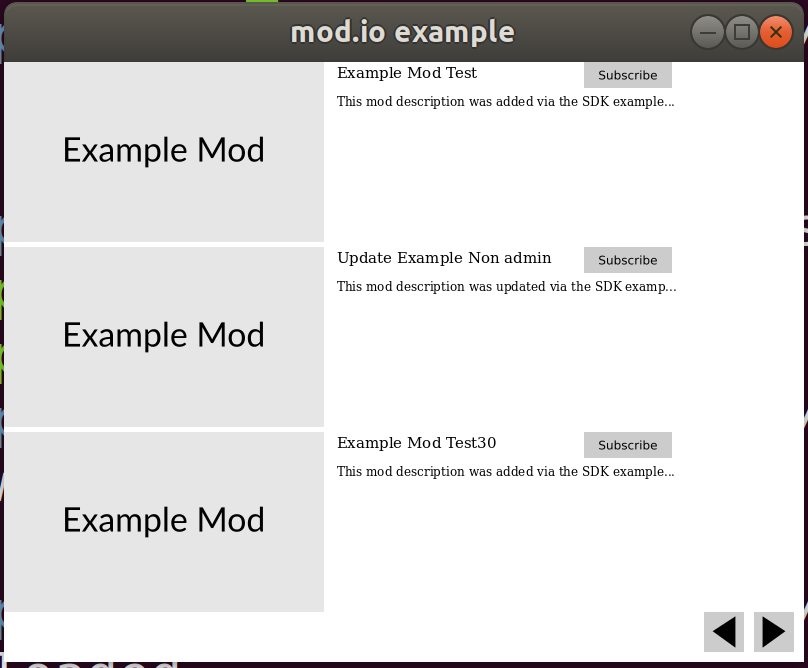 mod.io example
Example Mod
Example Mod Test
Subscribe
This mod description was added via the SDK example...
Example Mod
Update Example Non admin
Subscribe
This mod description was updated via the SDK examp...
Example Mod
Example Mod Test30
Subscribe
This mod description was added via the SDK example...